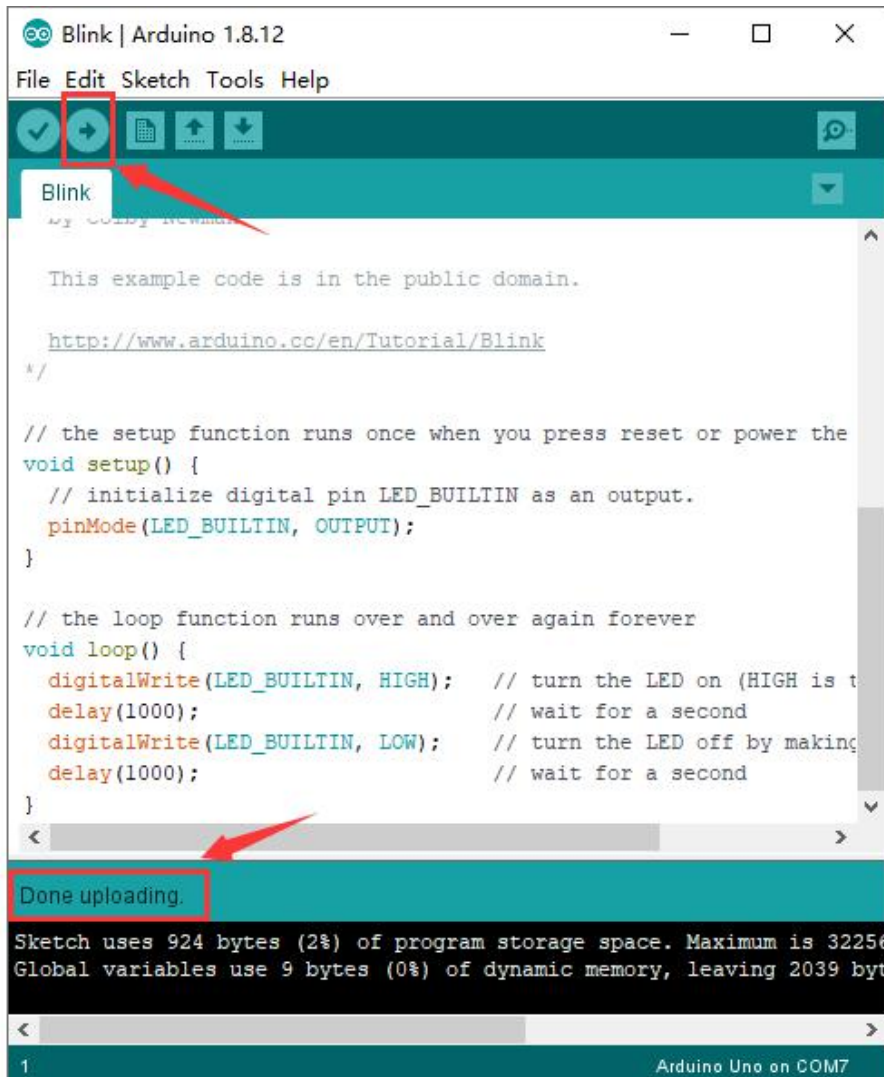 Blink | Arduino 1.8.12
File Edit Sketch Tools Help
Blink
by Colby Newman
This example code is in the public domain.
http://www.arduino.cc/en/Tutorial/Blink
*/
// the setup function runs once when you press reset or power the
void setup() {
// initialize digital pin LED_BUILTIN as an output.
pinMode(LED_BUILTIN, OUTPUT);
}
// the loop function runs over and over again forever
void loop() {
digitalWrite(LED_BUILTIN, HIGH);   // turn the LED on (HIGH is t
delay(1000);                       // wait for a second
digitalWrite(LED_BUILTIN, LOW);    // turn the LED off by making
delay(1000);                       // wait for a second
}
Done uploading.
Sketch uses 924 bytes (2%) of program storage space. Maximum is 32256
Global variables use 9 bytes (0%) of dynamic memory, leaving 2039 byt
1 Arduino Uno on COM7